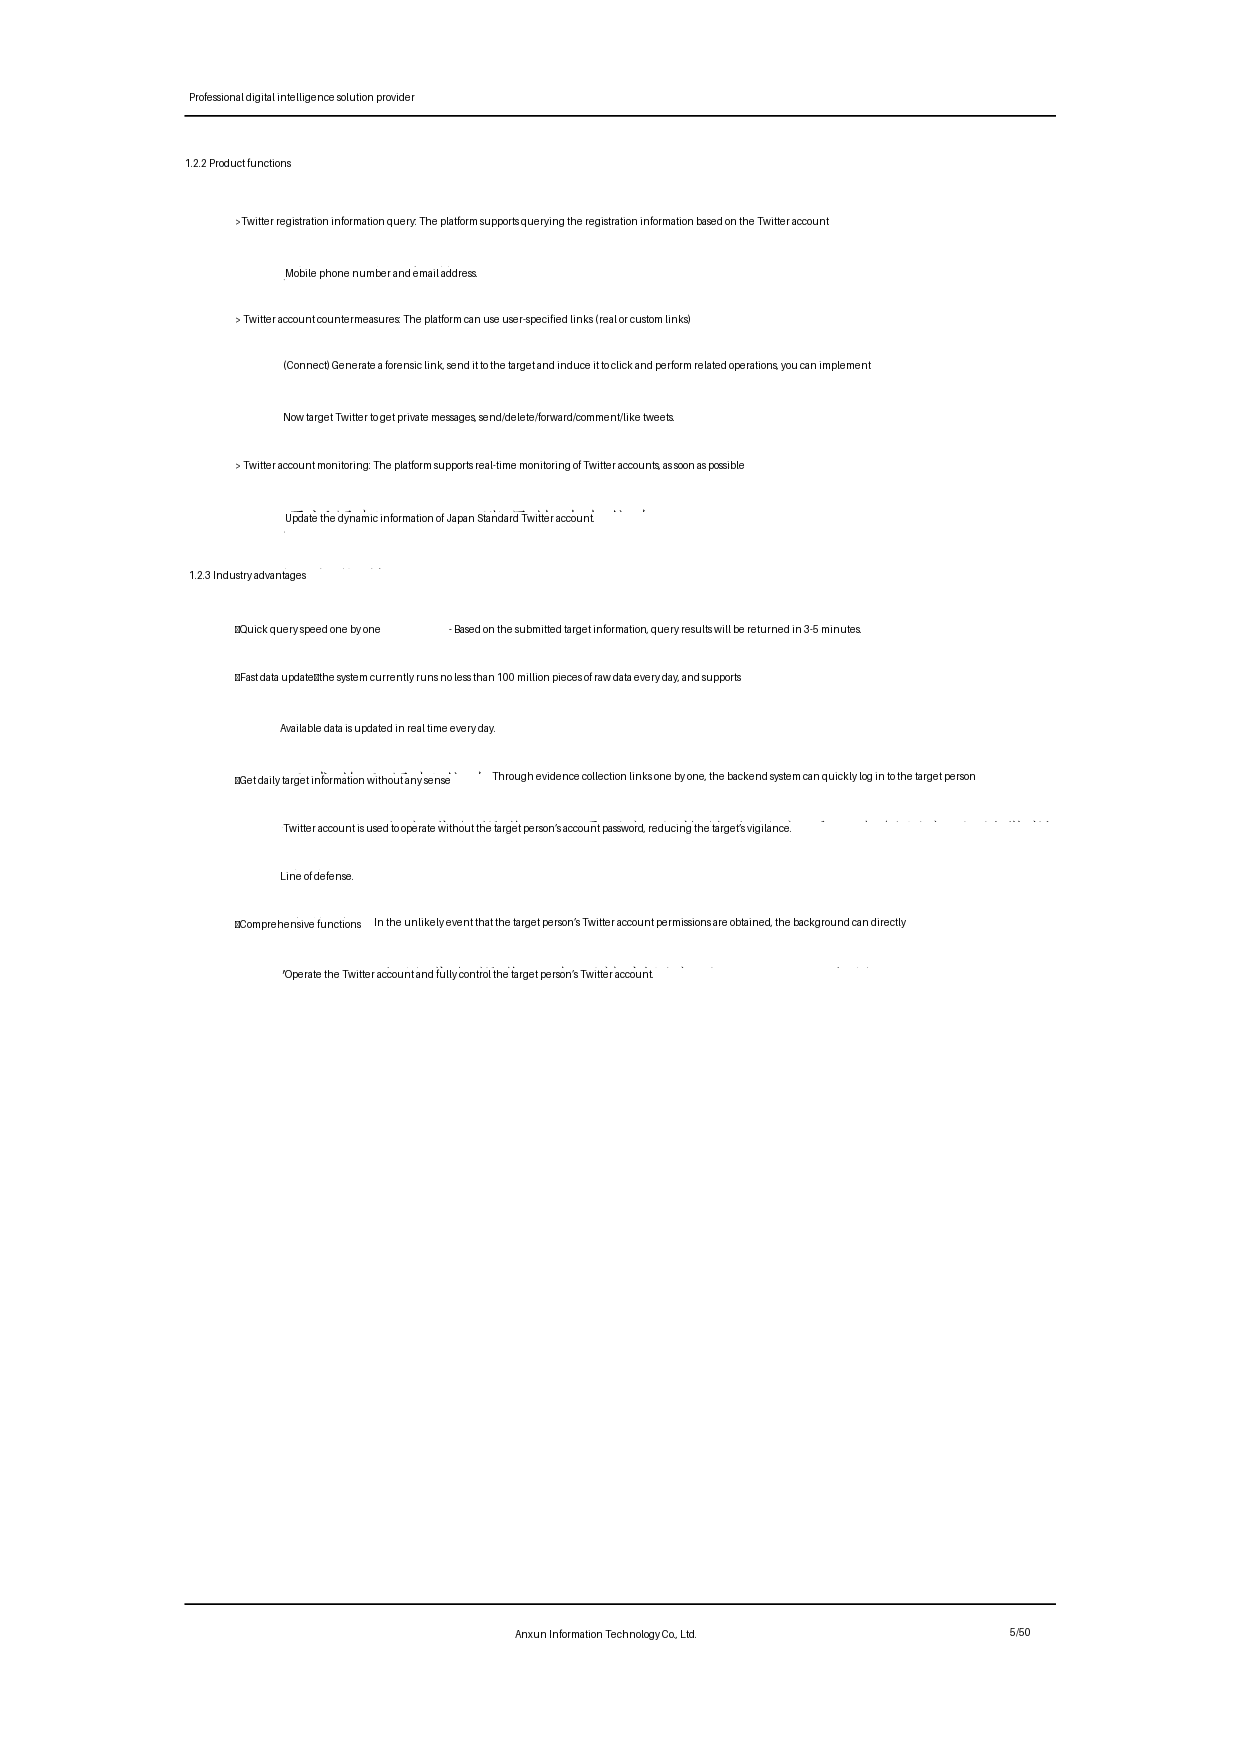 Professional digital intelligence solution provider
1.2.2 Product functions
>Twitter registration information query: The platform supports querying the registration information based on the Twitter account
Mobile phone number and email address.
> Twitter account countermeasures: The platform can use user-specified links (real or custom links)
(Connect) Generate a forensic link, send it to the target and induce it to click and perform related operations, you can implement
Now target Twitter to get private messages, send/delete/forward/comment/like tweets.
> Twitter account monitoring: The platform supports real-time monitoring of Twitter accounts, as soon as possible
Update the dynamic information of Japan Standard Twitter account.
1.2.3 Industry advantages
Quick query speed one by one - Based on the submitted target information, query results will be returned in 3-5 minutes.
Fast data update the system currently runs no less than 100 million pieces of raw data every day, and supports
Available data is updated in real time every day.
Get daily target information without any sense Through evidence collection links one by one, the backend system can quickly log in to the target person
Twitter account is used to operate without the target person's account password, reducing the target's vigilance.
Line of defense.
Comprehensive functions In the unlikely event that the target person's Twitter account permissions are obtained, the background can directly
'Operate the Twitter account and fully control the target person's Twitter account.
Anxun Information Technology Co., Ltd.
5/50